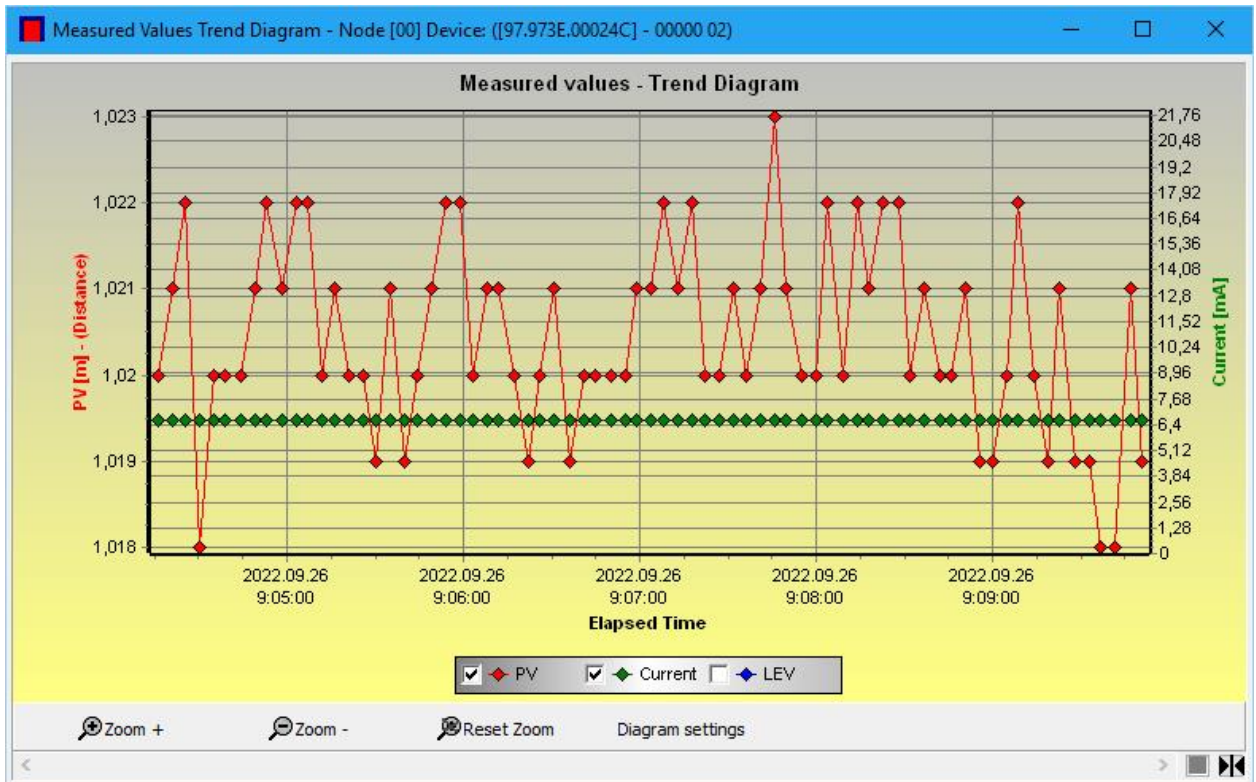 Measured Values Trend Diagram - Node [00] Device: ([97.973E.00024C] - 00000 02)
Measured values - Trend Diagram
PV [m] - (Distance)
1,023
1,022
1,021
1,02
1,019
1,018
21,76
20,48
19,2
17,92
16,64
15,36
14,08
12,8
11,52
10,24
8,96
7,68
6,4
5,12
3,84
2,56
1,28
0
Current [mA]
2022.09.26 2022.09.26 2022.09.26 2022.09.26 2022.09.26
9:05:00 9:06:00 9:07:00 9:08:00 9:09:00
Elapsed Time
PV Current LEV
Zoom + Zoom - Reset Zoom Diagram settings